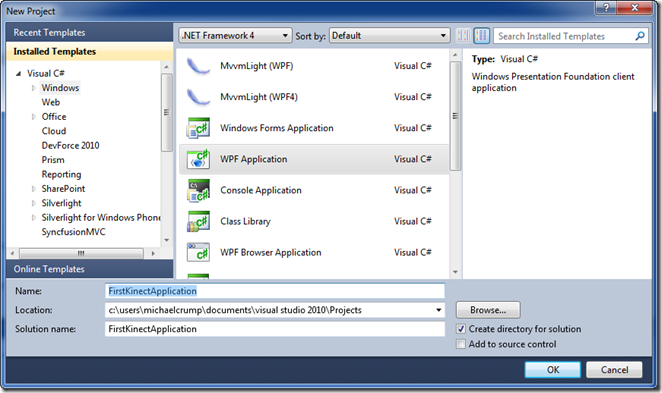 New Project
Recent Templates
Installed Templates
Visual C#
Windows
Web
Office
Cloud
DevForce 2010
Prism
Reporting
SharePoint
Silverlight
Silverlight for Windows Phone
SyncfusionMVC
Online Templates
.NET Framework 4 Sort by: Default
MvvmLight (WPF) Visual C#
MvvmLight (WPF4) Visual C#
Windows Forms Application Visual C#
WPF Application Visual C#
Console Application Visual C#
Class Library Visual C#
WPF Browser Application Visual C#
Search Installed Templates
Type: Visual C#
Windows Presentation Foundation client
application
Name: FirstKinectApplication
Location: c:\users\michaelcrump\documents\visual studio 2010\Projects
Browse...
Solution name: FirstKinectApplication
Create directory for solution
Add to source control
OK Cancel